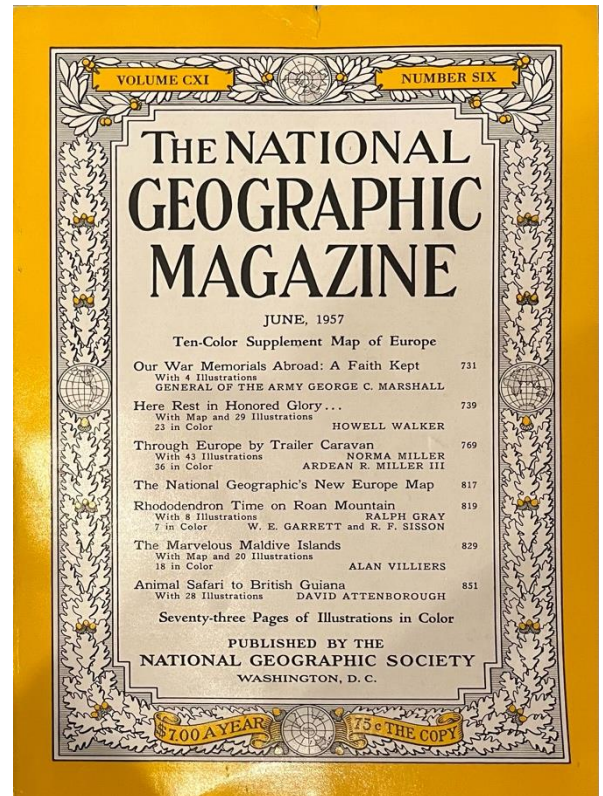 VOLUME CXI NUMBER SIX
THE NATIONAL
GEOGRAPHIC
MAGAZINE
JUNE, 1957
Ten-Color Supplement Map of Europe
Our War Memorials Abroad: A Faith Kept 731
With 4 Illustrations
GENERAL OF THE ARMY GEORGE C. MARSHALL
Here Rest in Honored Glory... 739
With Map and 29 Illustrations
23 in Color HOWELL WALKER
Through Europe by Trailer Caravan 769
With 43 Illustrations NORMA MILLER
36 in Color ARDEAN R. MILLER III
The National Geographic's New Europe Map 817
Rhododendron Time on Roan Mountain 819
With 8 Illustrations RALPH GRAY
7 in Color W. E. GARRETT and R. F. SISSON
The Marvelous Maldive Islands 829
With Map and 20 Illustrations
18 in Color ALAN VILLIERS
Animal Safari to British Guiana 851
With 28 Illustrations DAVID ATTENBOROUGH
Seventy-three Pages of Illustrations in Color
PUBLISHED BY THE
NATIONAL GEOGRAPHIC SOCIETY
WASHINGTON, D. C.
$7.00 A YEAR 75c THE COPY